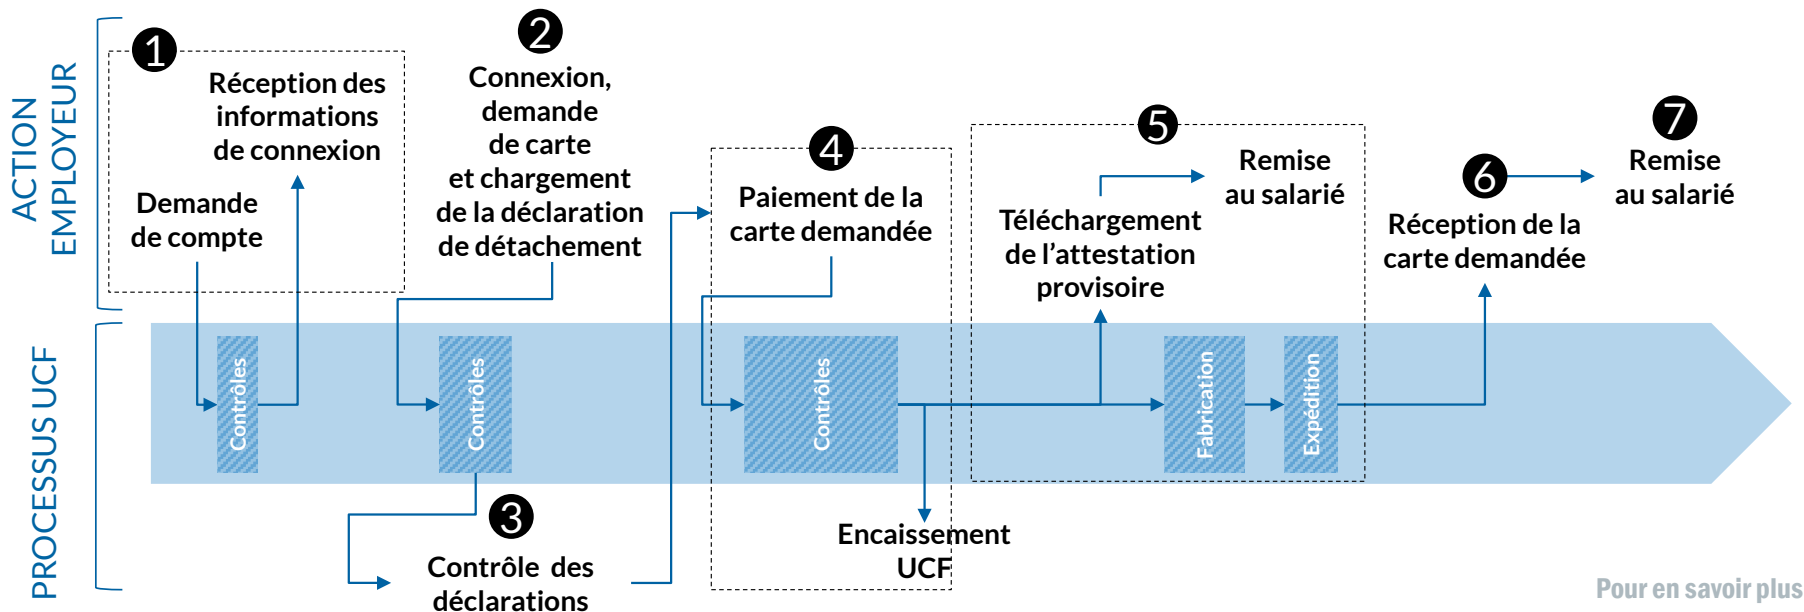 ACTION
EMPLOYEUR
1
Réception des
informations
de connexion
Demande
de compte
2
Connexion,
demande
de carte
et chargement
de la déclaration
de détachement
4
Paiement de la
carte demandée
5
Remise
au salarié
Téléchargement
de l’attestation
provisoire
6
Réception de la
carte demandée
7
Remise
au salarié
PROCESSUS UCF
Contrôles
Contrôles
Contrôles
Fabrication
Expédition
3
Contrôle des
déclarations
Encaissement
UCF
Pour en savoir plus